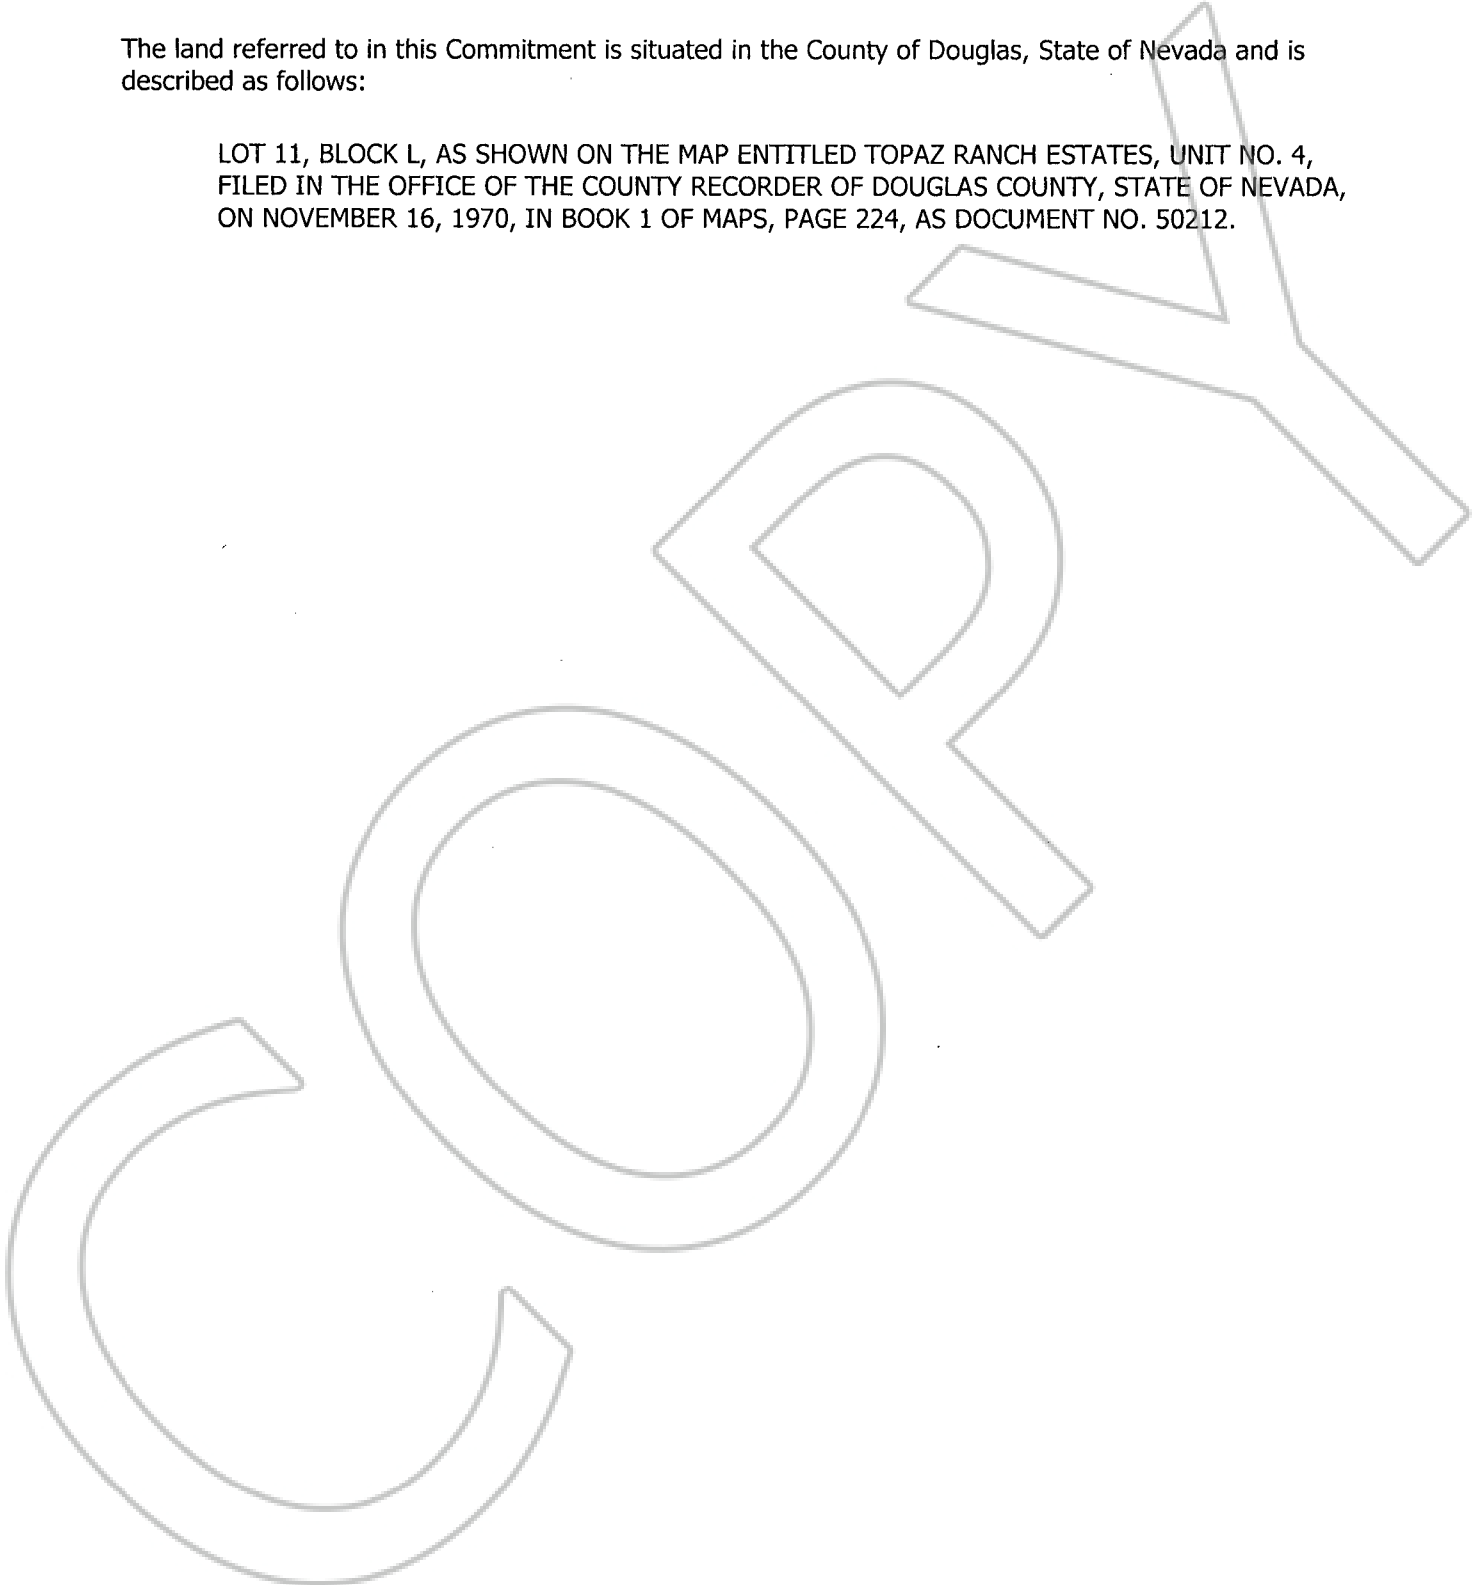 The land referred to in this Commitment is situated in the County of Douglas, State of Nevada and is
described as follows:
LOT 11, BLOCK L, AS SHOWN ON THE MAP ENTITLED TOPAZ RANCH ESTATES, UNIT NO. 4,
FILED IN THE OFFICE OF THE COUNTY RECORDER OF DOUGLAS COUNTY, STATE OF NEVADA,
ON NOVEMBER 16, 1970, IN BOOK 1 OF MAPS, PAGE 224, AS DOCUMENT NO. 50212.
COPY